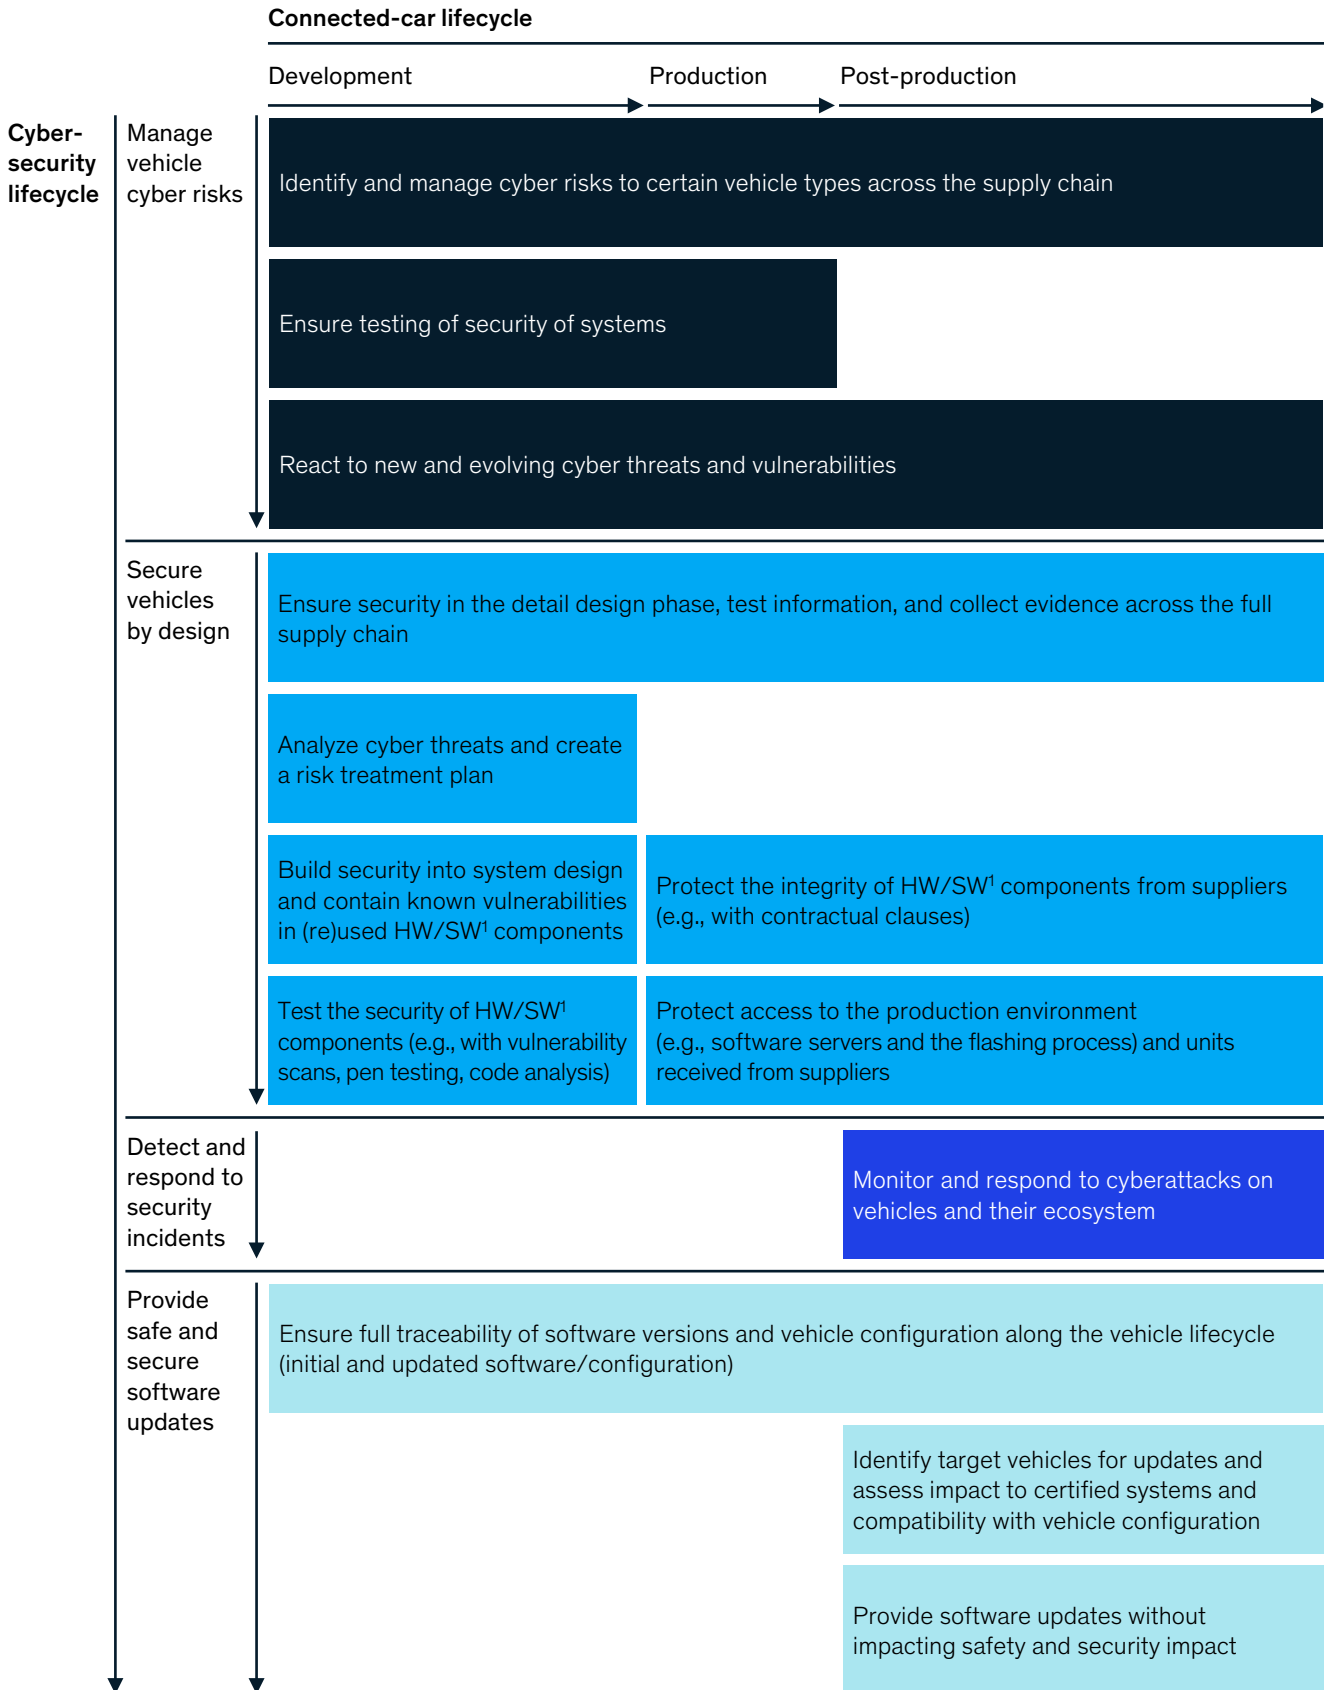 Connected-car lifecycle
Development
Production
Post-production
Cyber-
security
lifecycle
Manage
vehicle
cyber risks
Identify and manage cyber risks to certain vehicle types across the supply chain
Ensure testing of security of systems
React to new and evolving cyber threats and vulnerabilities
Secure
vehicles
by design
Ensure security in the detail design phase, test information, and collect evidence across the full
supply chain
Analyze cyber threats and create
a risk treatment plan
Build security into system design
and contain known vulnerabilities
in (re)used HW/SW¹ components
Protect the integrity of HW/SW¹ components from suppliers
(e.g., with contractual clauses)
Test the security of HW/SW¹
components (e.g., with vulnerability
scans, pen testing, code analysis)
Protect access to the production environment
(e.g., software servers and the flashing process) and units
received from suppliers
Detect and
respond to
security
incidents
Monitor and respond to cyberattacks on
vehicles and their ecosystem
Provide
safe and
secure
software
updates
Ensure full traceability of software versions and vehicle configuration along the vehicle lifecycle
(initial and updated software/configuration)
Identify target vehicles for updates and
assess impact to certified systems and
compatibility with vehicle configuration
Provide software updates without
impacting safety and security impact